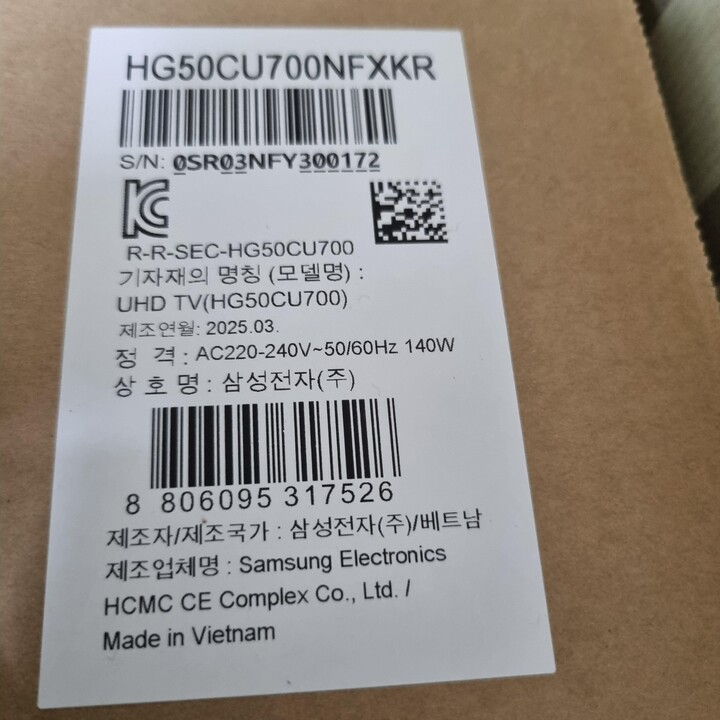 HG50CU700NFXKR
S/N: 0SR03NFY300172
R-R-SEC-HG50CU700
기자재의 명칭 (모델명) :
UHD TV(HG50CU700)
제조연월: 2025.03.
정 격 : AC220-240V~50/60Hz 140W
상 호 명 : 삼성전자(주)
8 806095 317526
제조자/제조국가 : 삼성전자(주)/베트남
제조업체명 : Samsung Electronics
HCMC CE Complex Co., Ltd. /
Made in Vietnam